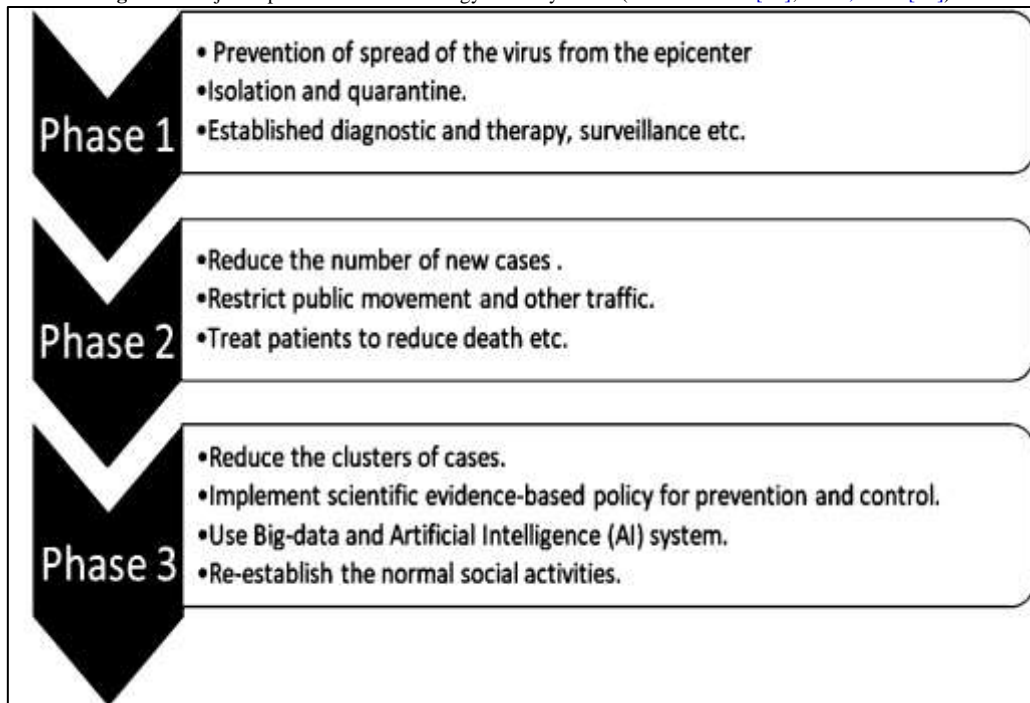 Phase 1
• Prevention of spread of the virus from the epicenter
•Isolation and quarantine.
•Established diagnostic and therapy, surveillance etc.
Phase 2
•Reduce the number of new cases .
•Restrict public movement and other traffic.
•Treat patients to reduce death etc.
Phase 3
•Reduce the clusters of cases.
•Implement scientific evidence-based policy for prevention and control.
•Use Big-data and Artificial Intelligence (AI) system.
•Re-establish the normal social activities.